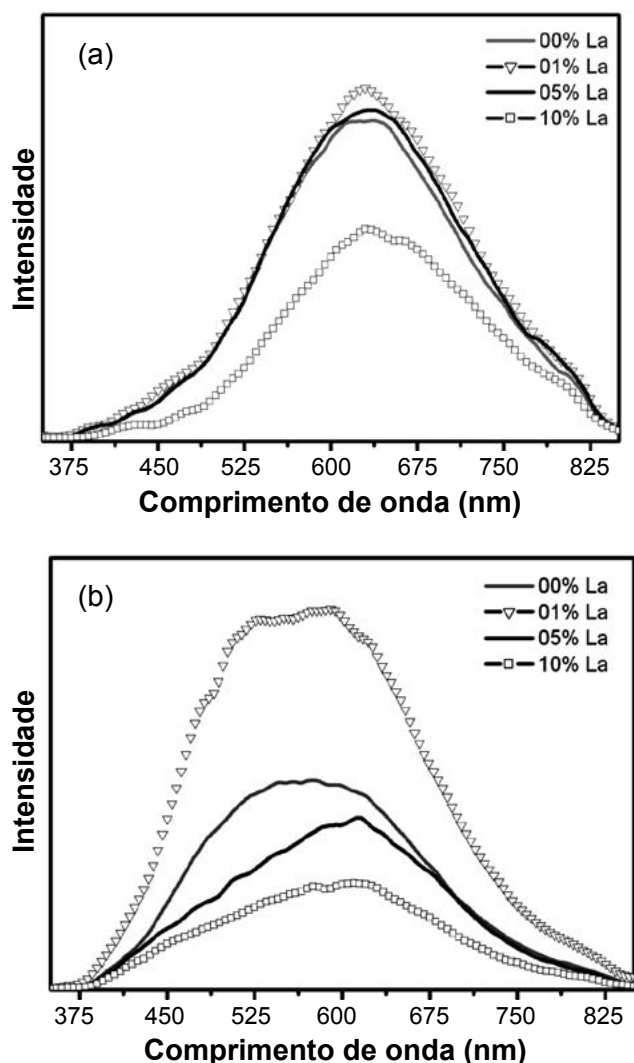 (a)
00% La
01% La
05% La
10% La
Intensidade
375 450 525 600 675 750 825
Comprimento de onda (nm)
(b)
00% La
01% La
05% La
10% La
Intensidade
375 450 525 600 675 750 825
Comprimento de onda (nm)